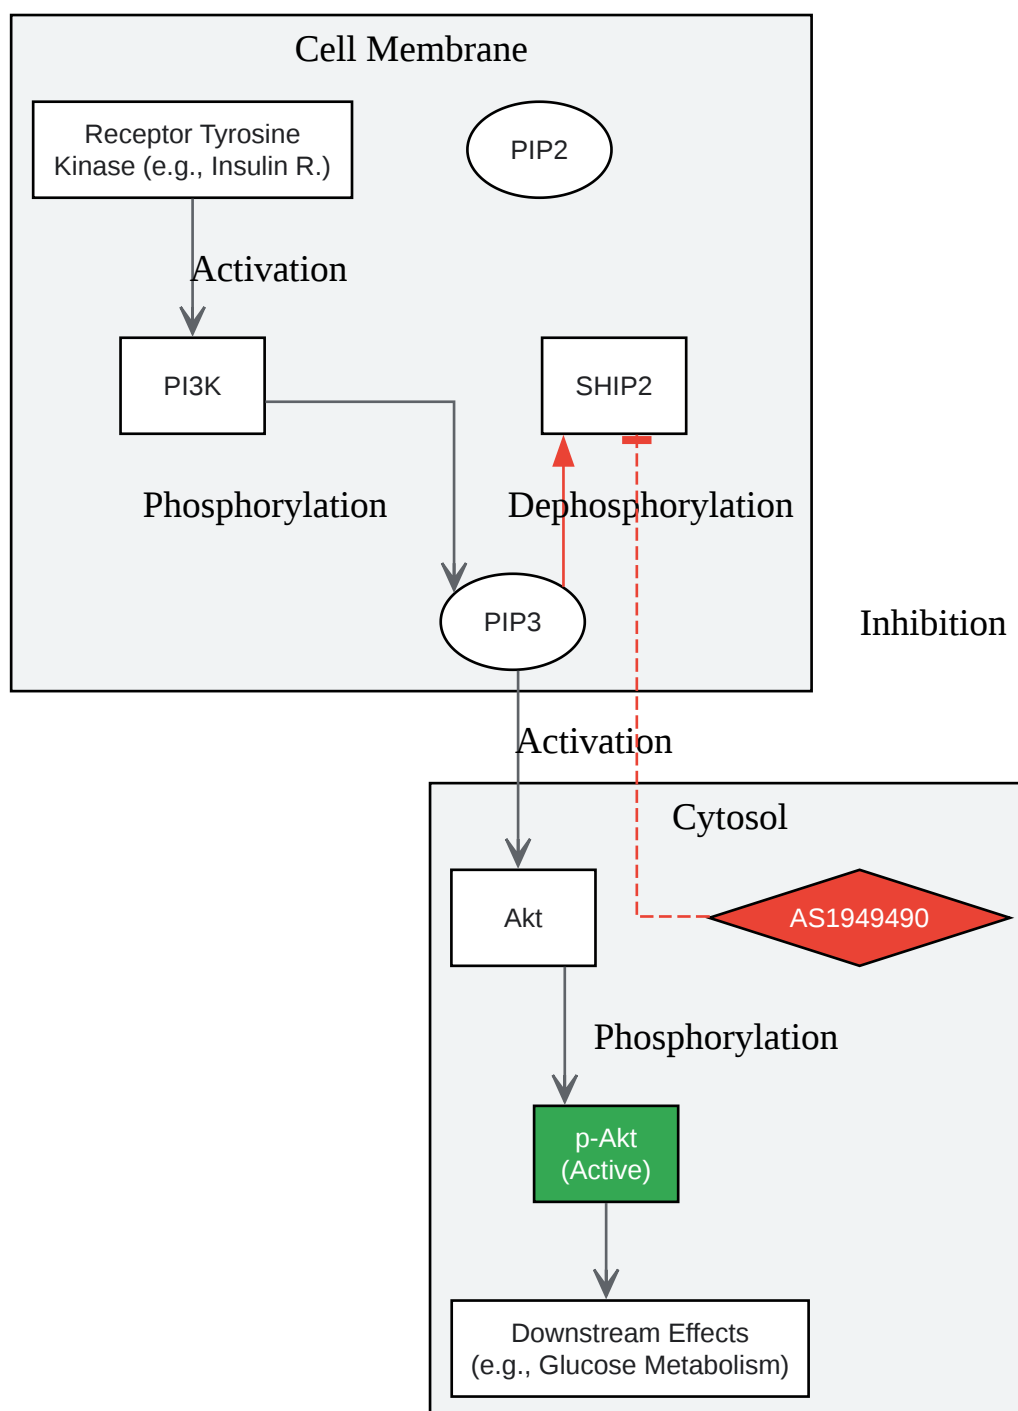 Cell Membrane
Receptor Tyrosine
Kinase (e.g., Insulin R.)
PIP2
Activation
PI3K
SHIP2
Phosphorylation
Dephosphorylation
PIP3
Inhibition
Activation
Cytosol
Akt
AS1949490
Phosphorylation
p-Akt
(Active)
Downstream Effects
(e.g., Glucose Metabolism)